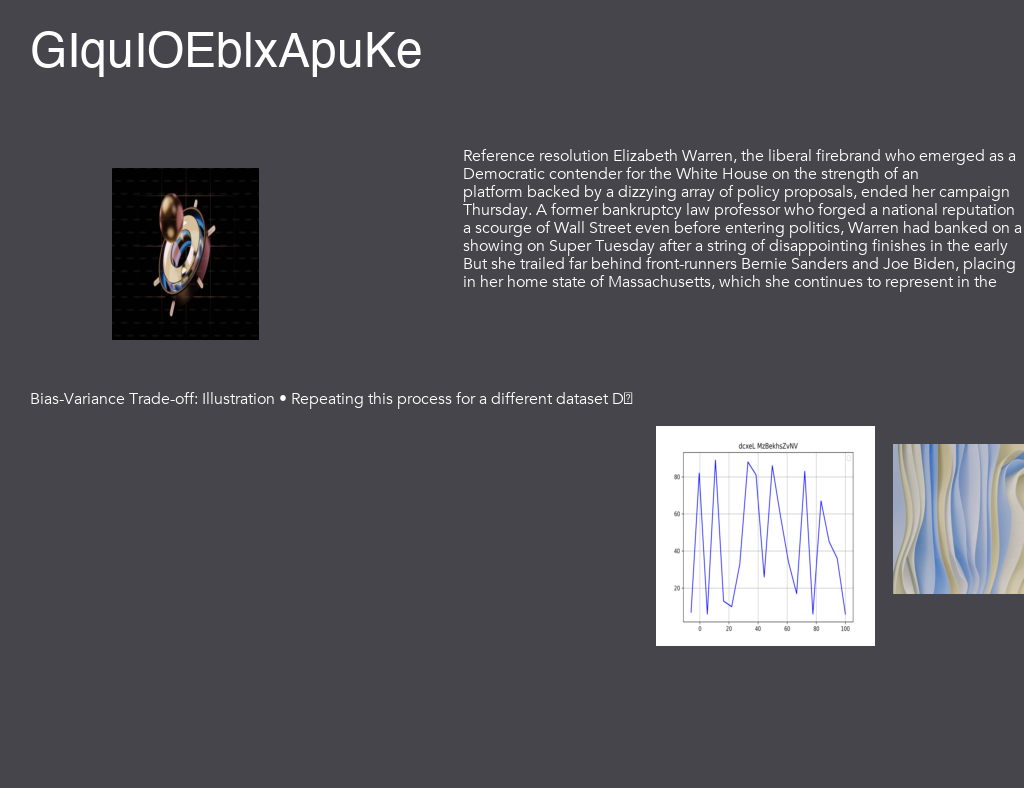 GIquIOEbIxApuKe
Reference resolution Elizabeth Warren, the liberal firebrand who emerged as a
Democratic contender for the White House on the strength of an
platform backed by a dizzying array of policy proposals, ended her campaign
Thursday. A former bankruptcy law professor who forged a national reputation
a scourge of Wall Street even before entering politics, Warren had banked on a
showing on Super Tuesday after a string of disappointing finishes in the early
But she trailed far behind front-runners Bernie Sanders and Joe Biden, placing
in her home state of Massachusetts, which she continues to represent in the
Bias-Variance Trade-off: Illustration • Repeating this process for a different dataset D
dcxeL MzBekhsZvNV
80
60
40
20
0 20 40 60 80 100